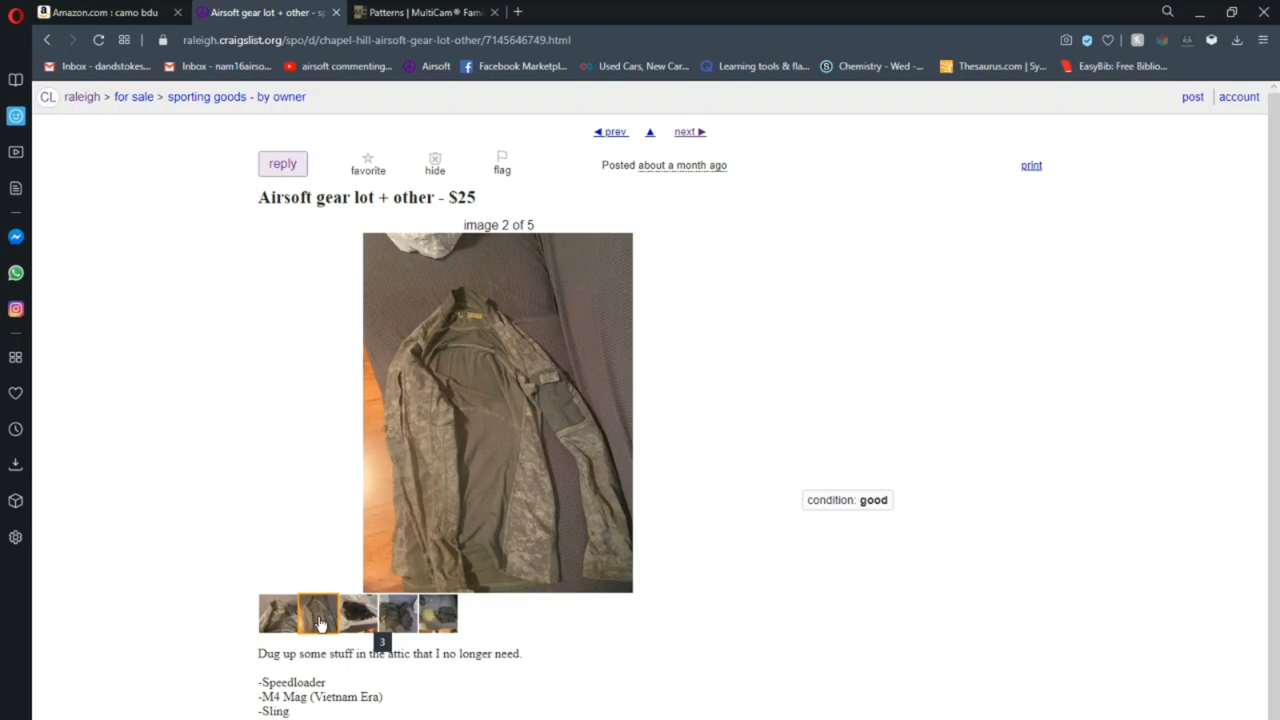 Amazon.com : camo bdu
Airsoft gear lot + other - sp
Patterns | MultiCam® Fami
raleigh.craigslist.org/spo/d/chapel-hill-airsoft-gear-lot-other/7145646749.html
Inbox - dandstokes...
Inbox - nam16airso...
airsoft commenting...
Airsoft
Facebook Marketpl...
Used Cars, New Car...
Learning tools & fla...
Chemistry - Wed -...
Thesaurus.com | Sy...
EasyBib: Free Biblio...
CL raleigh > for sale > sporting goods - by owner
post account
◀ prev ▲ next ▶
reply
favorite
hide
flag
Posted about a month ago
print
Airsoft gear lot + other - $25
image 2 of 5
condition: good
3
Dug up some stuff in the attic that I no longer need.
-Speedloader
-M4 Mag (Vietnam Era)
-Sling